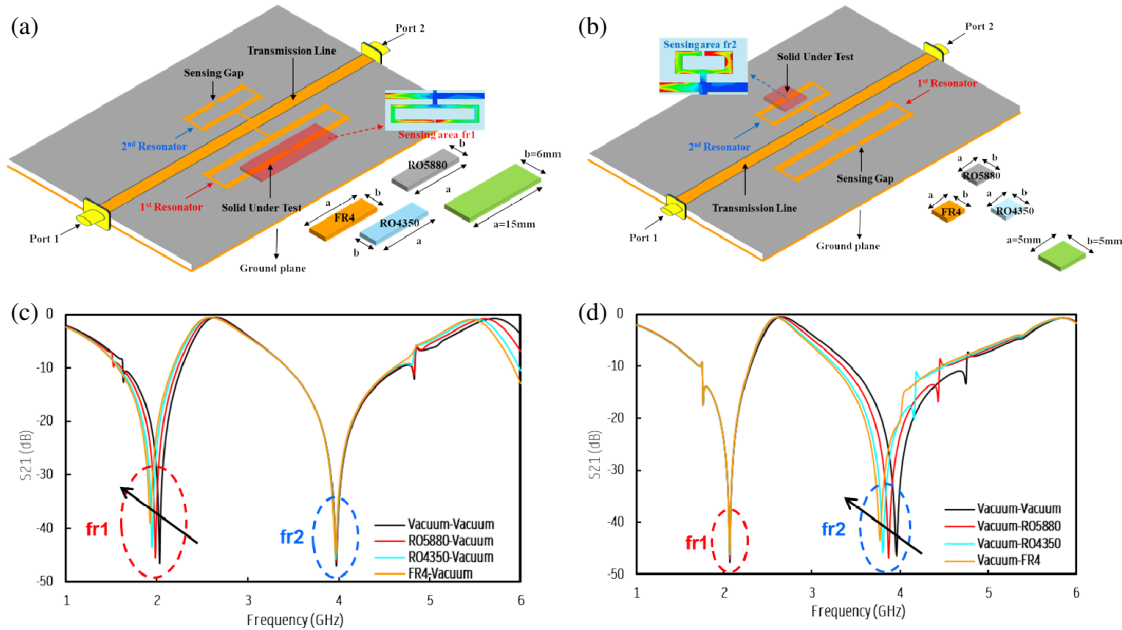 (a)
Port 2
Transmission Line
Sensing Gap
2nd Resonator
Sensing area fr1
1st Resonator
Solid Under Test
Port 1
Ground plane
RO5880
b
a
FR4
a
b
RO4350
a
b
b=6mm
a=15mm
(b)
Port 2
Sensing area fr2
Solid Under Test
1st Resonator
2nd Resonator
Sensing Gap
Transmission Line
Port 1
Ground plane
a
b
RO5880
a
b
FR4
a
b
RO4350
a=5mm
b=5mm
(c)
0
-10
-20
-30
-40
-50
S21 (dB)
fr1
fr2
Vacuum-Vacuum
RO5880-Vacuum
RO4350-Vacuum
FR4-Vacuum
1
2
3
4
5
6
Frequency (GHz)
(d)
0
-10
-20
-30
-40
-50
S21 (dB)
fr1
fr2
Vacuum-Vacuum
Vacuum-RO5880
Vacuum-RO4350
Vacuum-FR4
1
2
3
4
5
6
Frequency (GHz)